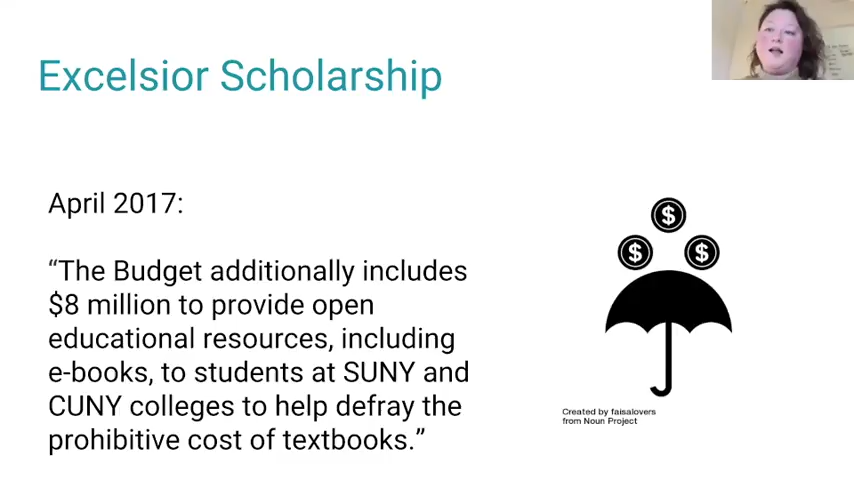 Excelsior Scholarship
April 2017:
“The Budget additionally includes
$8 million to provide open
educational resources, including
e-books, to students at SUNY and
CUNY colleges to help defray the
prohibitive cost of textbooks.”
$
$ $
Created by faisalovers
from Noun Project